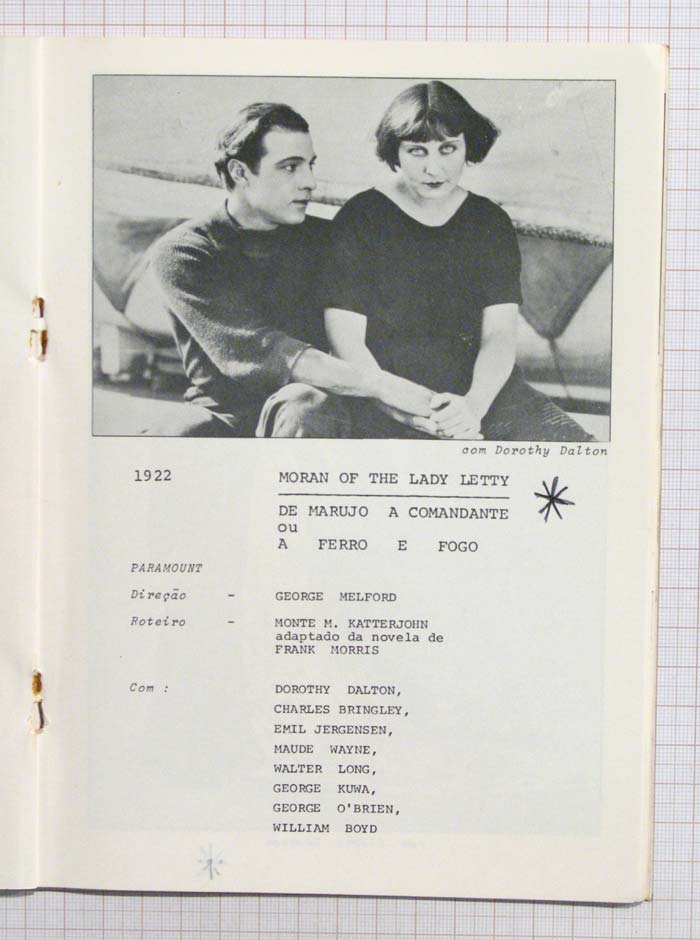 com Dorothy Dalton
1922 MORAN OF THE LADY LETTY
DE MARUJO A COMANDANTE
ou
A FERRO E FOGO
PARAMOUNT
Direção - GEORGE MELFORD
Roteiro - MONTE M. KATTERJOHN
adaptado da novela de
FRANK MORRIS
Com : DOROTHY DALTON,
CHARLES BRINGLEY,
EMIL JERGENSEN,
MAUDE WAYNE,
WALTER LONG,
GEORGE KUWA,
GEORGE O'BRIEN,
WILLIAM BOYD